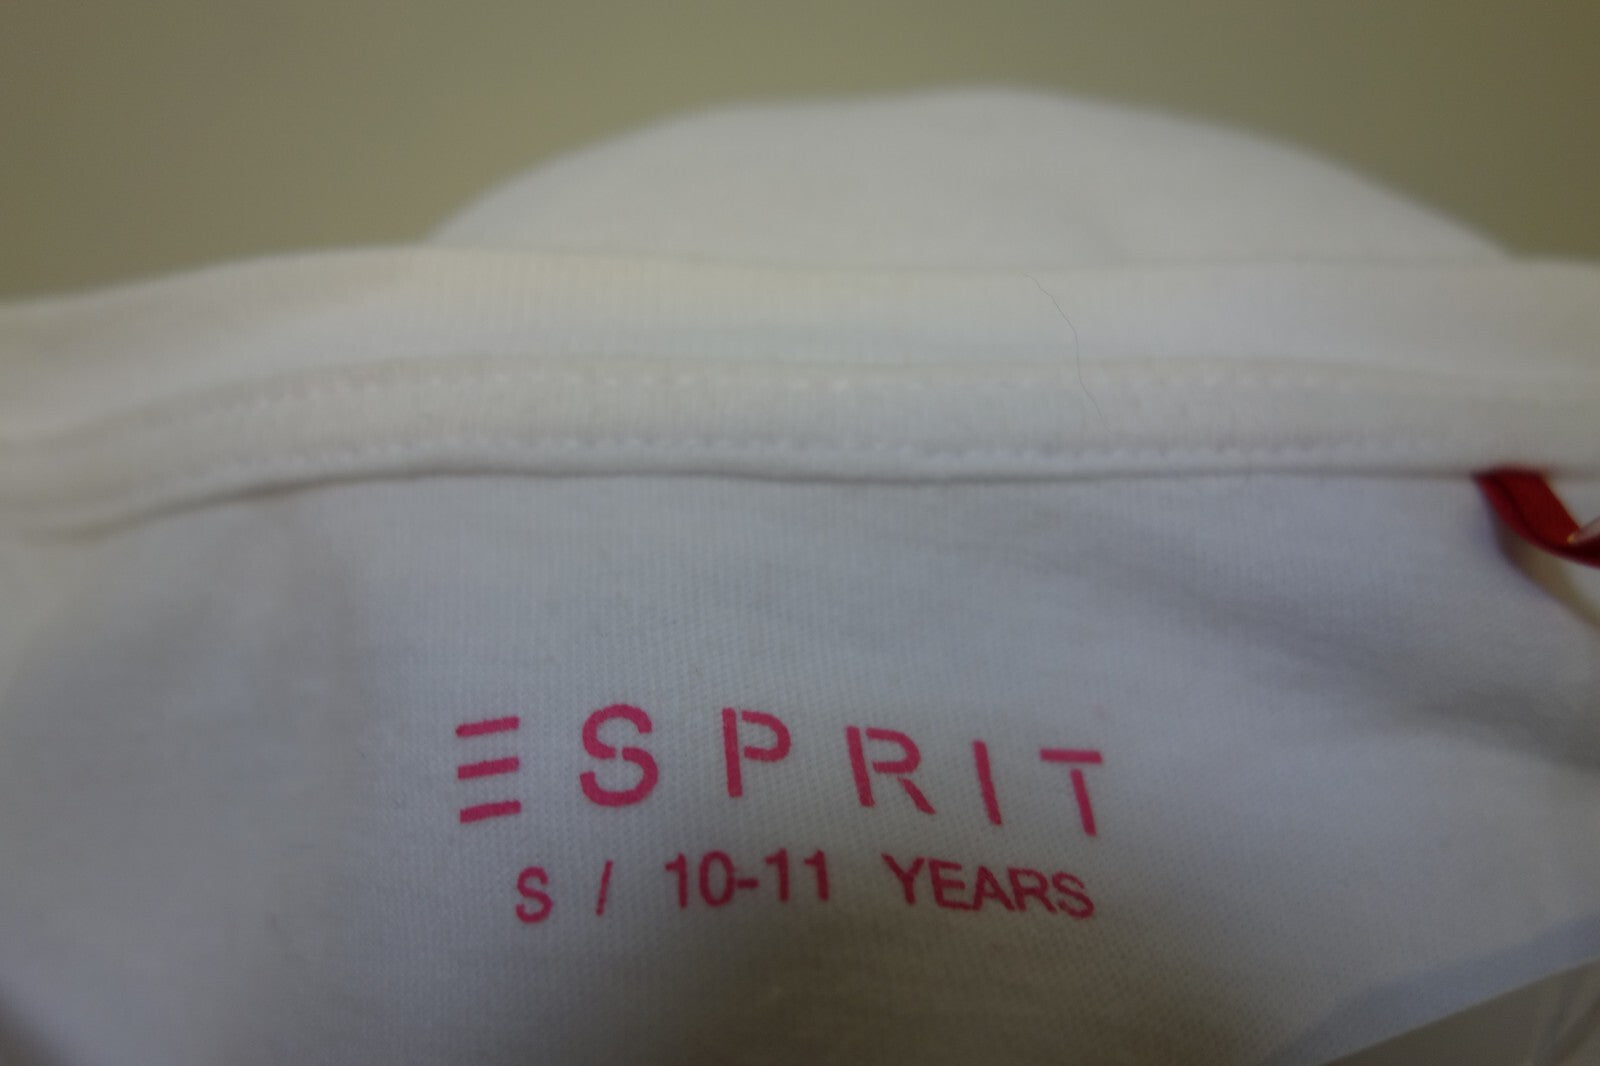 ESPRIT
S / 10-11 YEARS